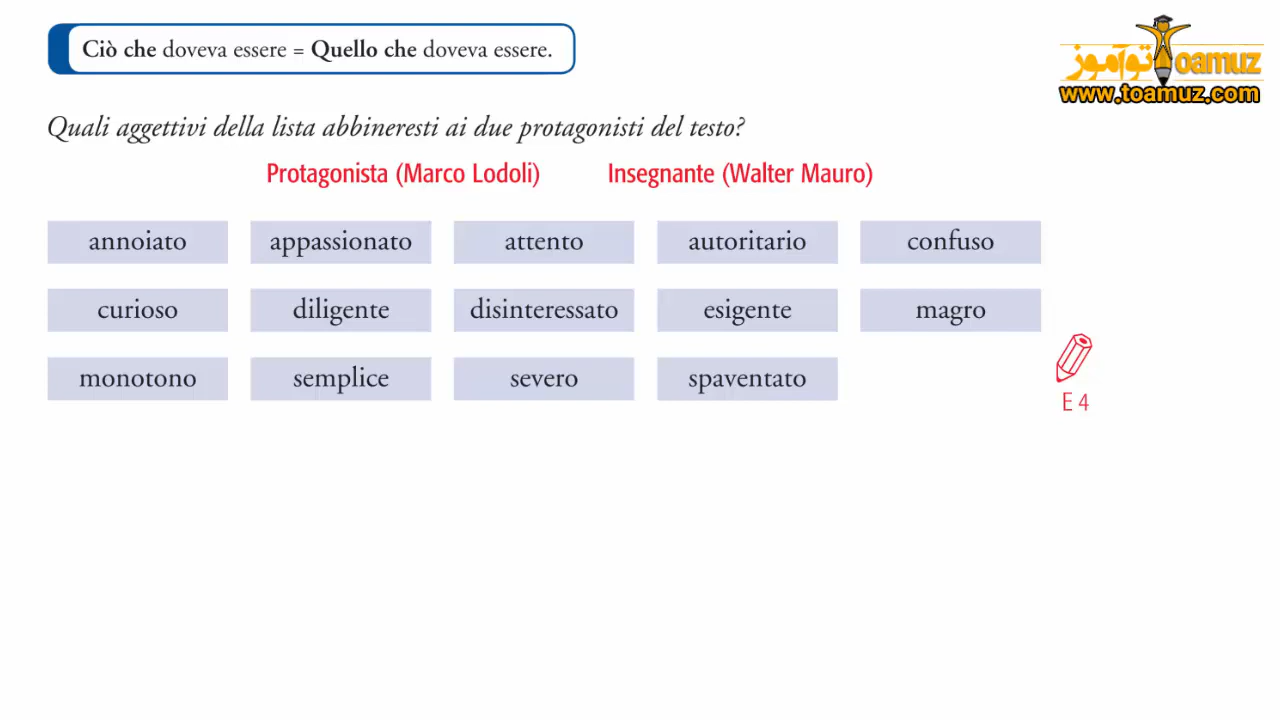 Ciò che doveva essere = Quello che doveva essere.
توآموز Toamuz
www.toamuz.com
Quali aggettivi della lista abbineresti ai due protagonisti del testo?
Protagonista (Marco Lodoli) Insegnante (Walter Mauro)
annoiato appassionato attento autoritario confuso
curioso diligente disinteressato esigente magro
monotono semplice severo spaventato
E 4